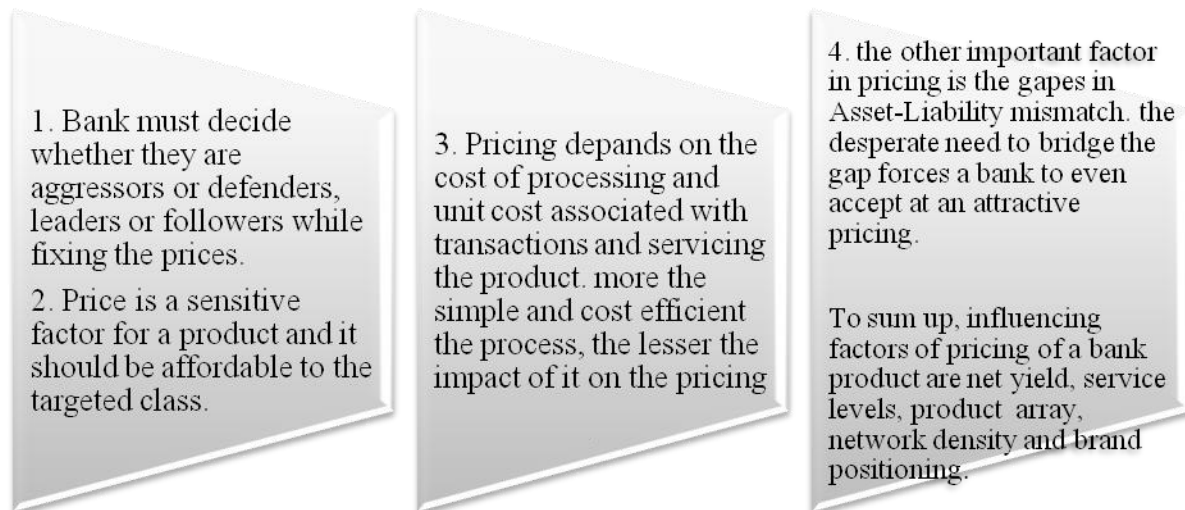 1. Bank must decide
whether they are
aggressors or defenders,
leaders or followers while
fixing the prices.
2. Price is a sensitive
factor for a product and it
should be affordable to the
targeted class.
3. Pricing depands on the
cost of processing and
unit cost associated with
transactions and servicing
the product. more the
simple and cost efficient
the process, the lesser the
impact of it on the pricing
4. the other important factor
in pricing is the gapes in
Asset-Liability mismatch. the
desperate need to bridge the
gap forces a bank to even
accept at an attractive
pricing.
To sum up, influencing
factors of pricing of a bank
product are net yield, service
levels, product array,
network density and brand
positioning.